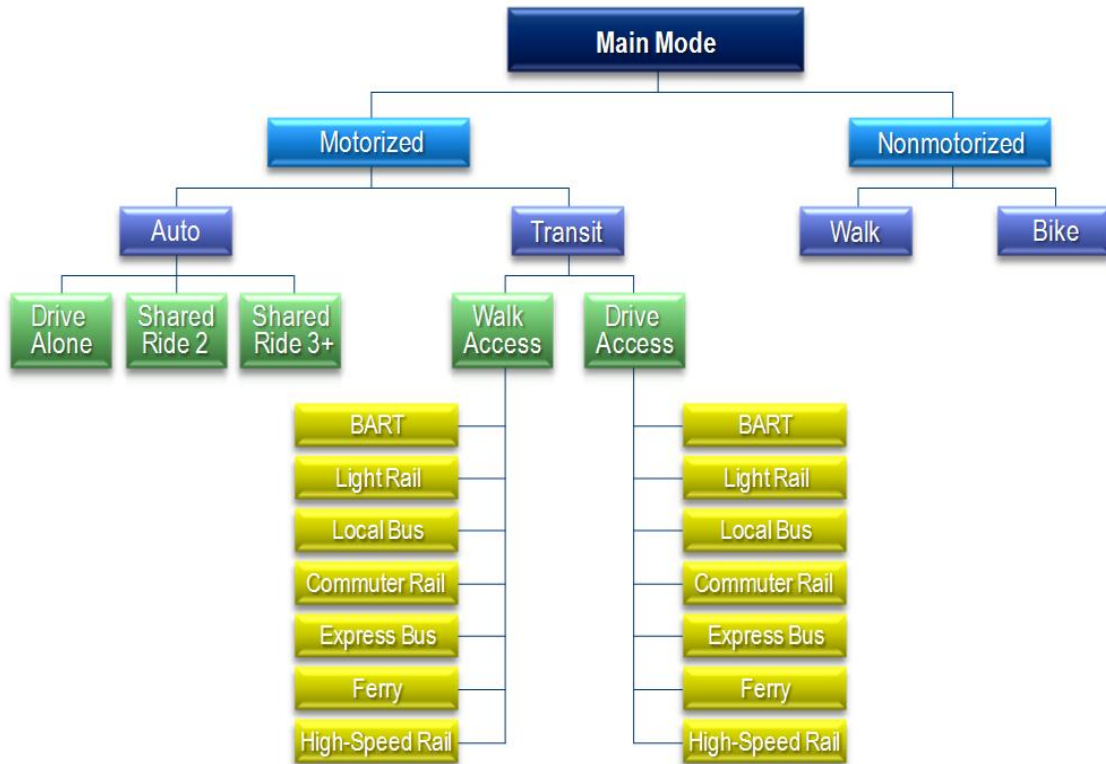 Main Mode
Motorized
Nonmotorized
Auto
Transit
Walk
Bike
Drive
Alone
Shared
Ride 2
Shared
Ride 3+
Walk
Access
Drive
Access
BART
BART
Light Rail
Light Rail
Local Bus
Local Bus
Commuter Rail
Commuter Rail
Express Bus
Express Bus
Ferry
Ferry
High-Speed Rail
High-Speed Rail